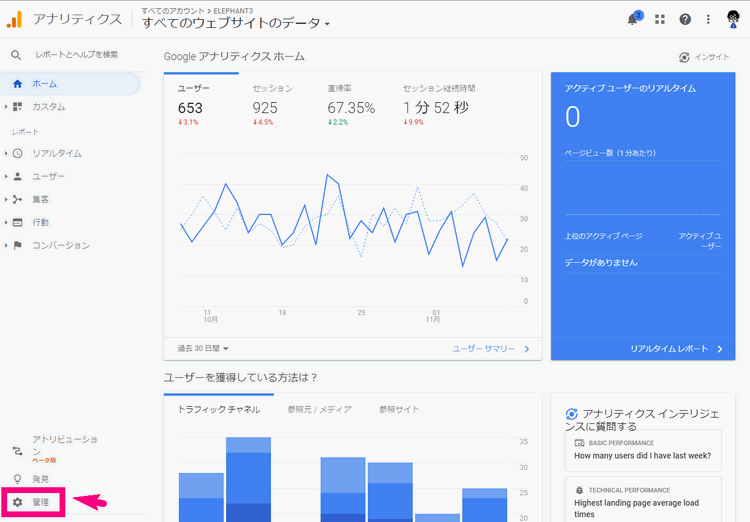 アナリティクス
すべてのアカウント > ELEPHANT3
すべてのウェブサイトのデータ
3
レポートとヘルプを検索
ホーム
カスタム
レポート
リアルタイム
ユーザー
集客
行動
コンバージョン
アトリビューション
ベータ版
発見
管理
Google アナリティクス ホーム
インサイト
ユーザー
653
↓3.1%
セッション
925
↓4.5%
直帰率
67.35%
↓2.2%
セッション継続時間
1 分 52 秒
↓9.9%
50
40
30
20
10
0
11
10月
18
25
01
11月
過去 30 日間
ユーザー サマリー
アクティブ ユーザーのリアルタイム
0
ページビュー数（1 分あたり）
上位のアクティブ ページ
アクティブ ユーザー
データがありません
リアルタイム レポート
ユーザーを獲得している方法は？
トラフィック チャネル
参照元 / メディア
参照サイト
35
30
25
20
15
アナリティクス インテリジェ
ンスに質問する
BASIC PERFORMANCE
How many users did I have last week?
TECHNICAL PERFORMANCE
Highest landing page average load
times